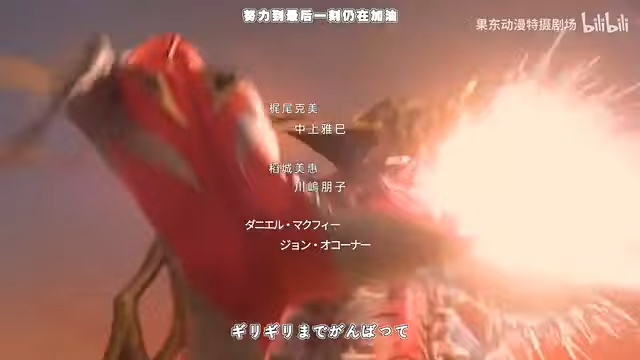 努力到最后一刻仍在加油
果东动漫特摄剧场 bilibili
梶尾克美
中上雅巳
稻城美恵
川嶋朋子
ダニエル・マクフィー
ジョン・オコーナー
ギリギリまでがんばって